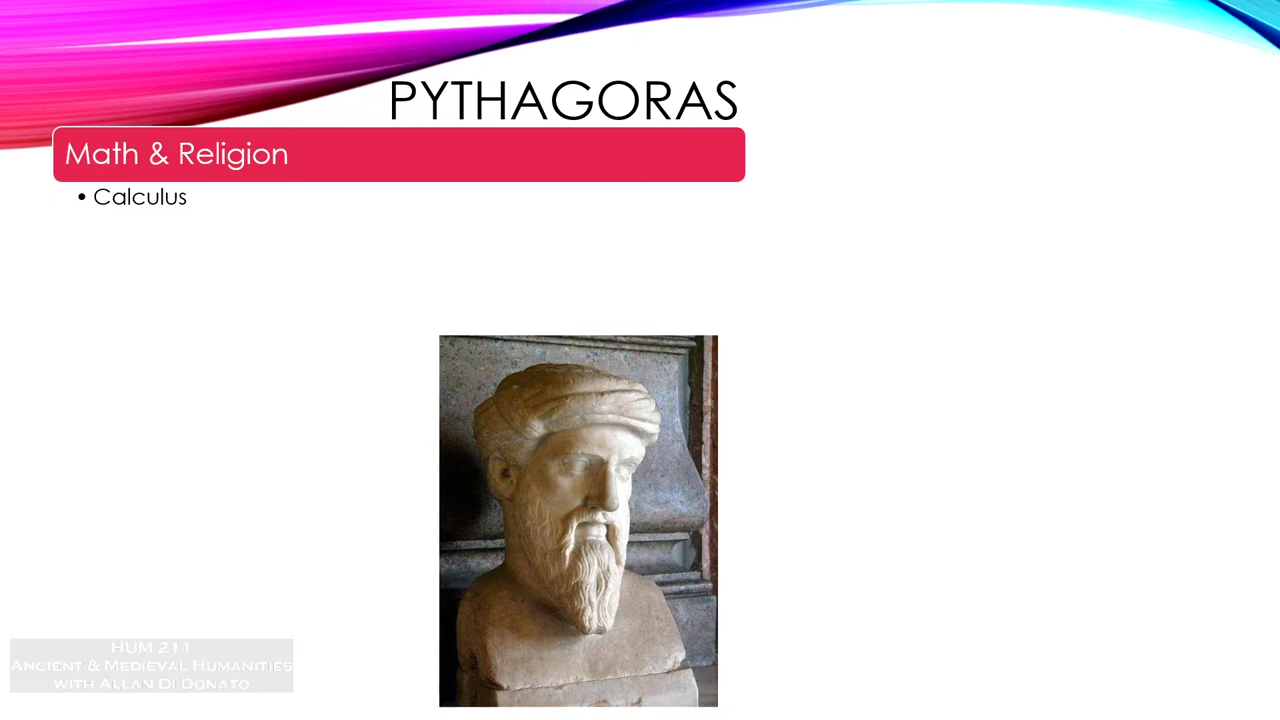 PYTHAGORAS
Math & Religion
• Calculus
HUM 211
ANCIENT & MEDIEVAL HUMANITIES
WITH ALLAN DI DONATO